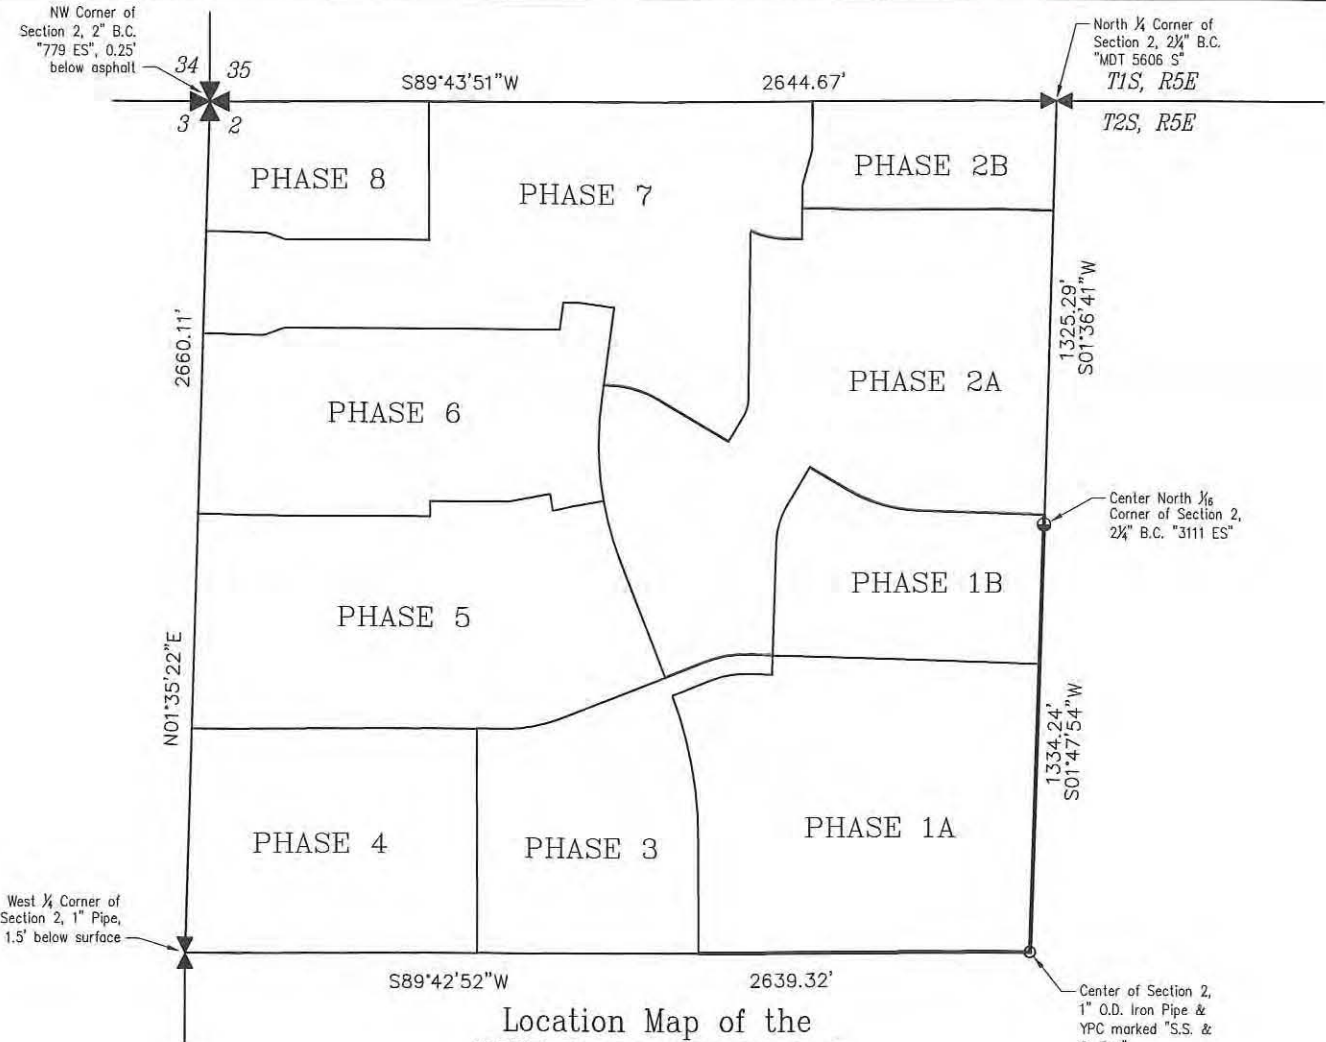 NW Corner of
Section 2, 2" B.C.
"779 ES", 0.25'
below asphalt
34 35
3 2
S89°43'51"W 2644.67'
North ¼ Corner of
Section 2, 2¼" B.C.
"MDT 5606 S"
T1S, R5E
T2S, R5E
PHASE 8
PHASE 7
PHASE 2B
2660.11'
N01°35'22"E
1325.29'
S01°36'41"W
PHASE 6
PHASE 2A
Center North 1/16
Corner of Section 2,
2¼" B.C. "3111 ES"
PHASE 5
PHASE 1B
1334.24'
S01°47'54"W
PHASE 4
PHASE 3
PHASE 1A
West ¼ Corner of
Section 2, 1" Pipe,
1.5' below surface
S89°42'52"W 2639.32'
Center of Section 2,
1" O.D. Iron Pipe &
YPC marked "S.S. &
Location Map of the